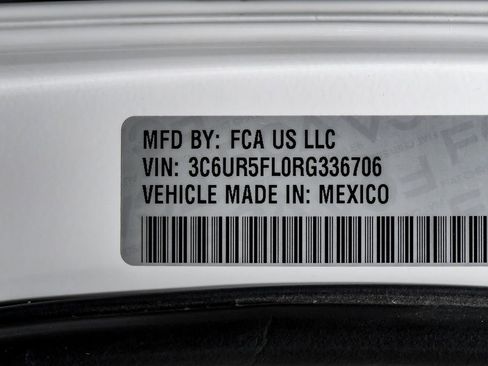 MFD BY: FCA US LLC
VIN: 3C6UR5FL0RG336706
VEHICLE MADE IN: MEXICO